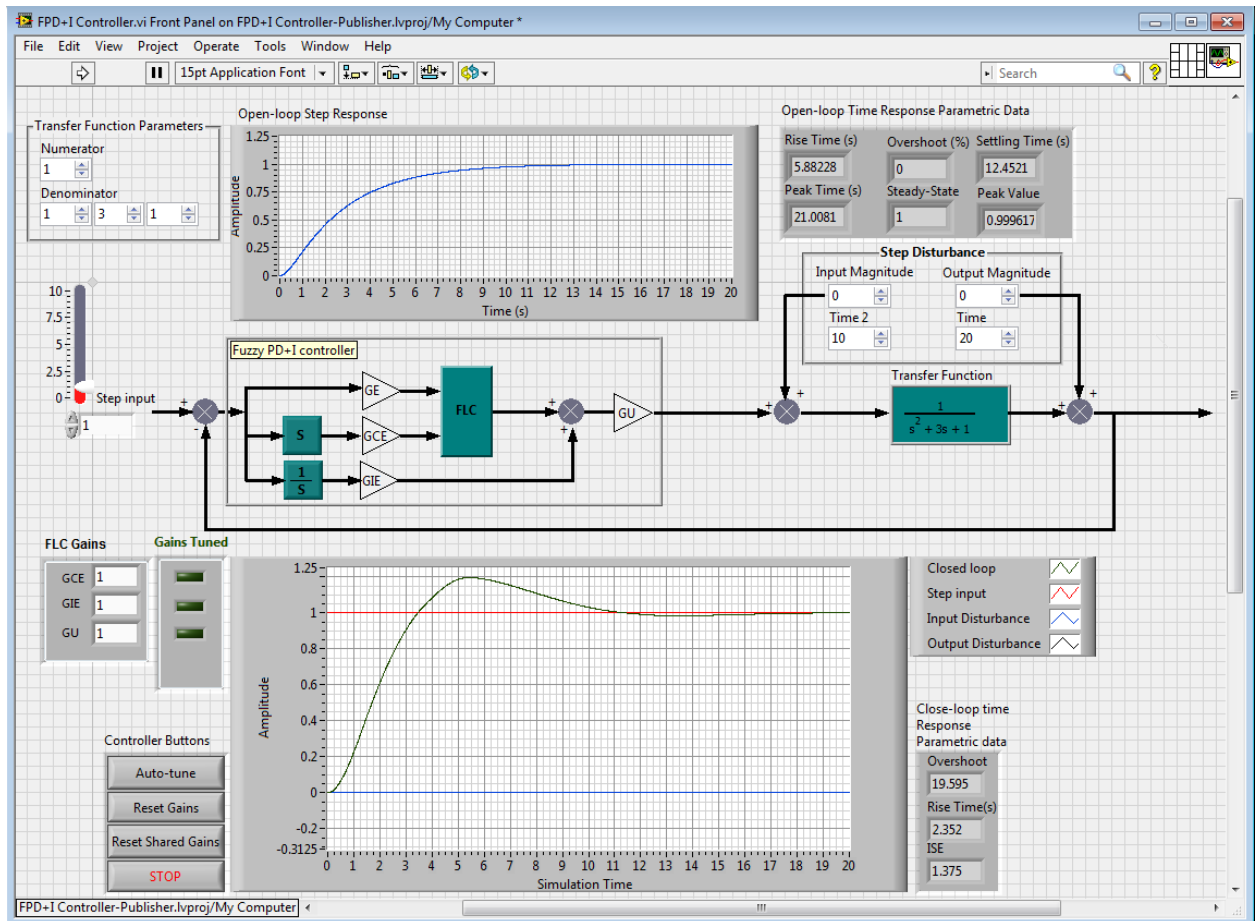 FPD+I Controller.vi Front Panel on FPD+I Controller-Publisher.lvproj/My Computer *
File Edit View Project Operate Tools Window Help
15pt Application Font
Search
Transfer Function Parameters
Numerator
1
Denominator
1 3 1
Open-loop Step Response
Amplitude
1.25
1
0.75
0.5
0.25
0
0 1 2 3 4 5 6 7 8 9 10 11 12 13 14 15 16 17 18 19 20
Time (s)
Open-loop Time Response Parametric Data
Rise Time (s) Overshoot (%) Settling Time (s)
5.88228 0 12.4521
Peak Time (s) Steady-State Peak Value
21.0081 1 0.999617
Step Disturbance
Input Magnitude Output Magnitude
0 0
Time 2 Time
10 20
10
7.5
5
2.5
0
Step input
1
+
-
Fuzzy PD+I controller
GE
S
GCE
1
S
GIE
FLC
+
+
GU
+
+
Transfer Function
1
s2 + 3s + 1
+
+
FLC Gains
GCE 1
GIE 1
GU 1
Gains Tuned
Controller Buttons
Auto-tune
Reset Gains
Reset Shared Gains
STOP
Amplitude
1.25
1
0.8
0.6
0.4
0.2
0
-0.2
-0.3125
0 1 2 3 4 5 6 7 8 9 10 11 12 13 14 15 16 17 18 19 20
Simulation Time
Closed loop
Step input
Input Disturbance
Output Disturbance
Close-loop time
Response
Parametric data
Overshoot
19.595
Rise Time(s)
2.352
ISE
1.375
FPD+I Controller-Publisher.lvproj/My Computer